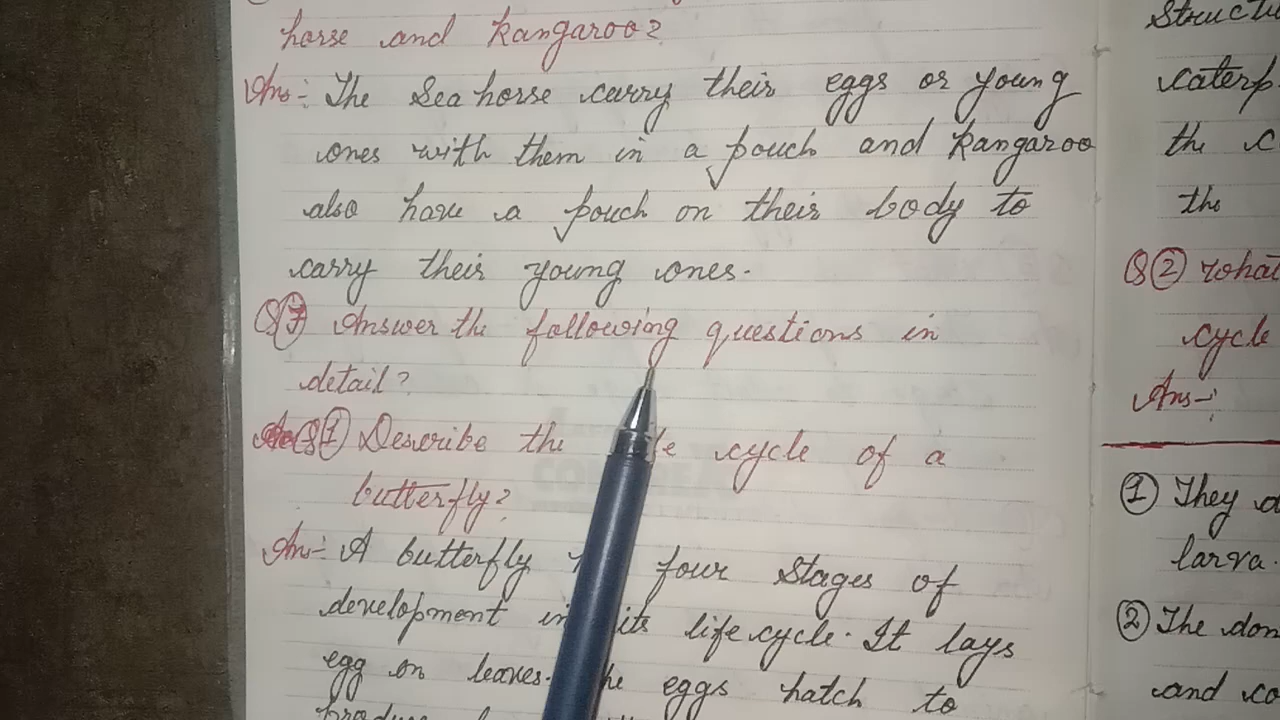 horse and kangaroo?
Ans:- The Sea horse carry their eggs or young
ones with them in a pouch and kangaroo
also have a pouch on their body to
carry their young ones.
Q7 Answer the following questions in
detail?
Q1 Describe the cycle of a
butterfly?
Ans:- A butterfly four stages of
development in its life cycle. It lays
egg on leaves. eggs hatch to
the
the
Q2 What
cycle
Ans-:
1 They
larva.
2 The
and